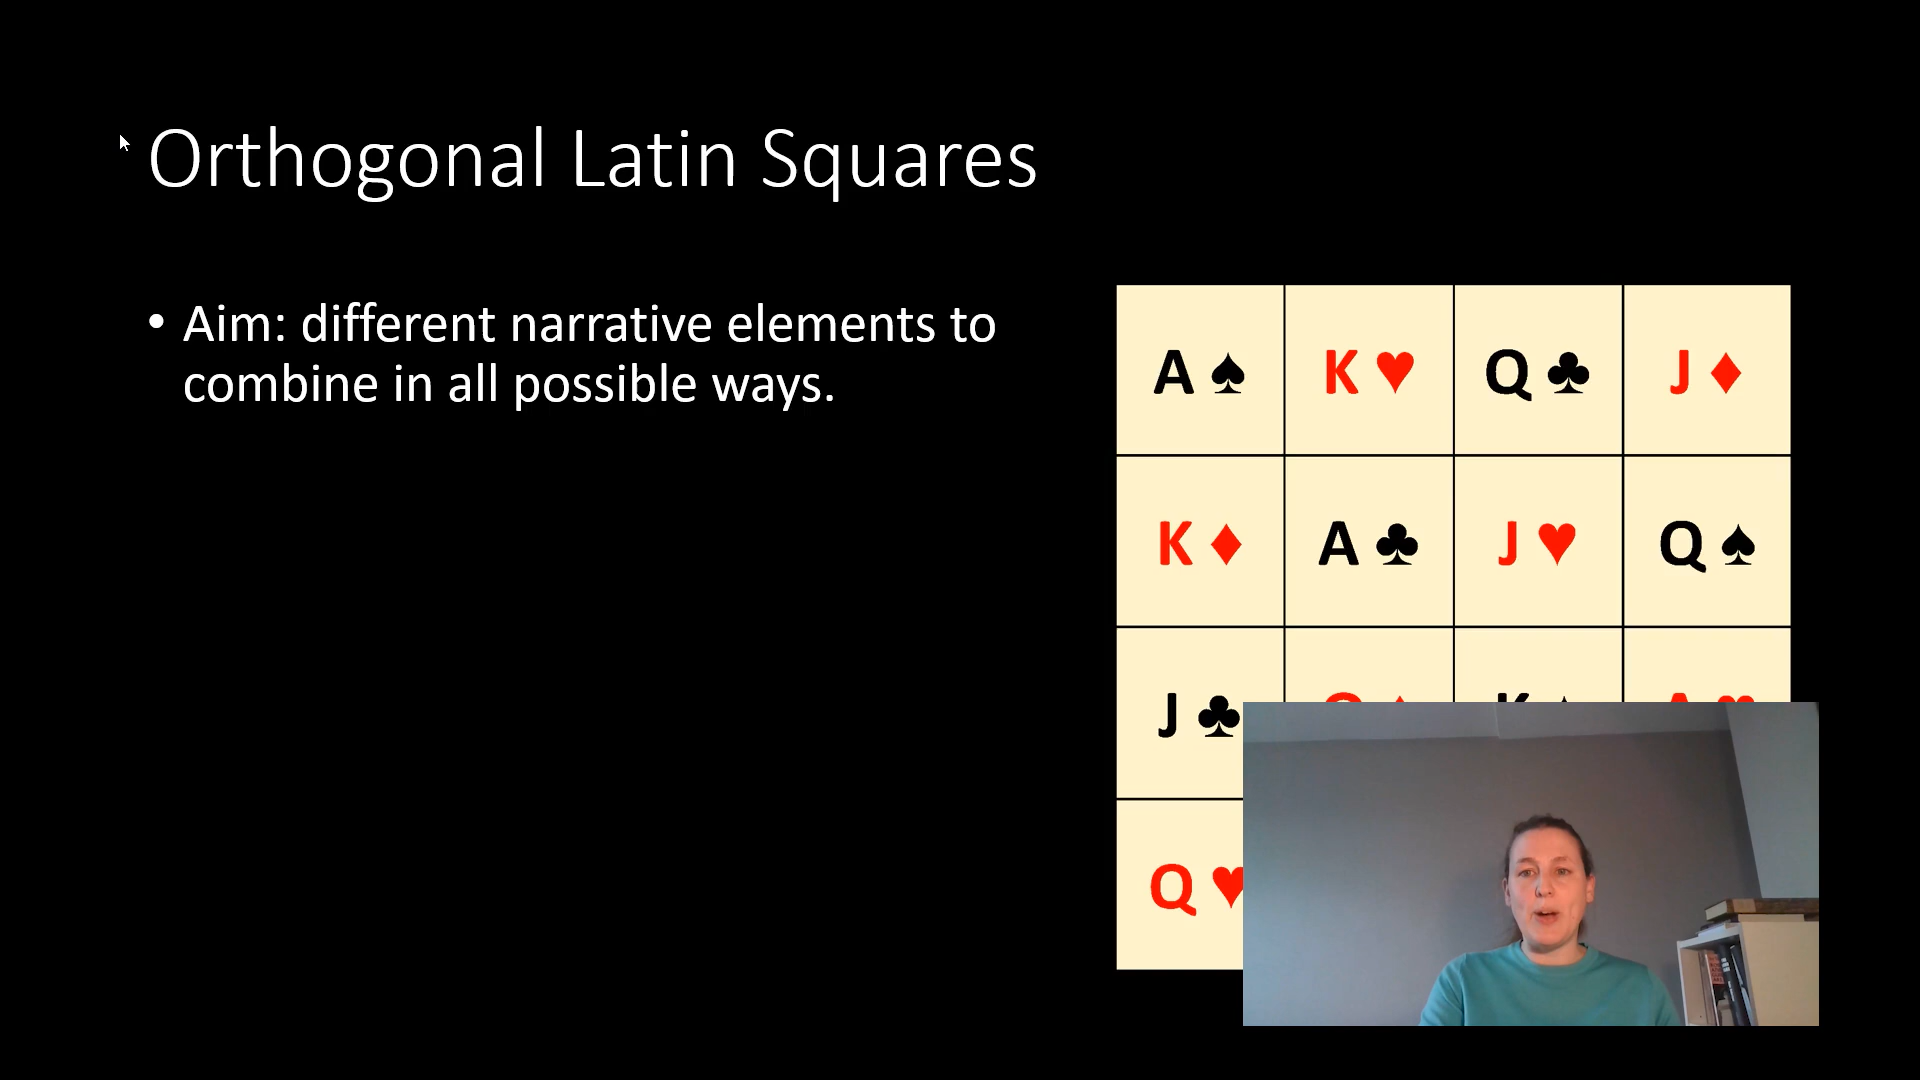 Orthogonal Latin Squares
• Aim: different narrative elements to
combine in all possible ways.
A ♠ K ♥ Q ♣ J ♦
K ♦ A ♣ J ♥ Q ♠
J ♣
Q ♥